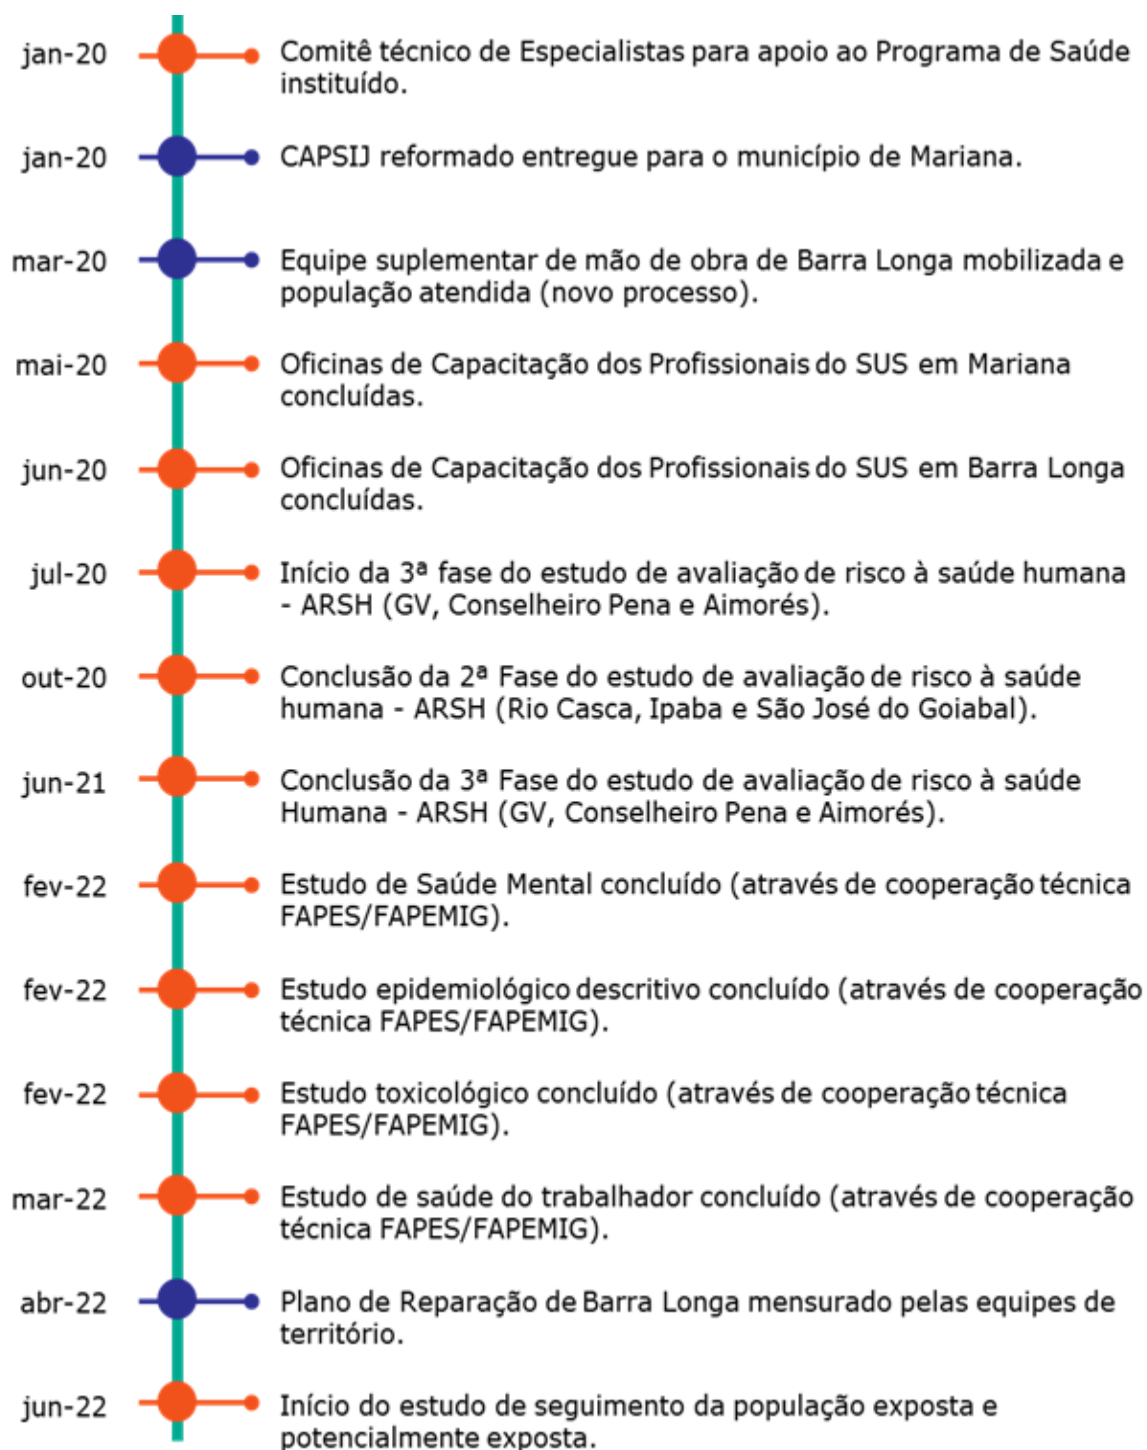 jan-20
Comitê técnico de Especialistas para apoio ao Programa de Saúde
instituído.
jan-20
CAPSIJ reformado entregue para o município de Mariana.
mar-20
Equipe suplementar de mão de obra de Barra Longa mobilizada e
população atendida (novo processo).
mai-20
Oficinas de Capacitação dos Profissionais do SUS em Mariana
concluídas.
jun-20
Oficinas de Capacitação dos Profissionais do SUS em Barra Longa
concluídas.
jul-20
Início da 3ª fase do estudo de avaliação de risco à saúde humana
- ARSH (GV, Conselheiro Pena e Aimorés).
out-20
Conclusão da 2ª Fase do estudo de avaliação de risco à saúde
humana - ARSH (Rio Casca, Ipaba e São José do Goiabal).
jun-21
Conclusão da 3ª Fase do estudo de avaliação de risco à saúde
Humana - ARSH (GV, Conselheiro Pena e Aimorés).
fev-22
Estudo de Saúde Mental concluído (através de cooperação técnica
FAPES/FAPEMIG).
fev-22
Estudo epidemiológico descritivo concluído (através de cooperação
técnica FAPES/FAPEMIG).
fev-22
Estudo toxicológico concluído (através de cooperação técnica
FAPES/FAPEMIG).
mar-22
Estudo de saúde do trabalhador concluído (através de cooperação
técnica FAPES/FAPEMIG).
abr-22
Plano de Reparação de Barra Longa mensurado pelas equipes de
território.
jun-22
Início do estudo de seguimento da população exposta e
potencialmente exposta.